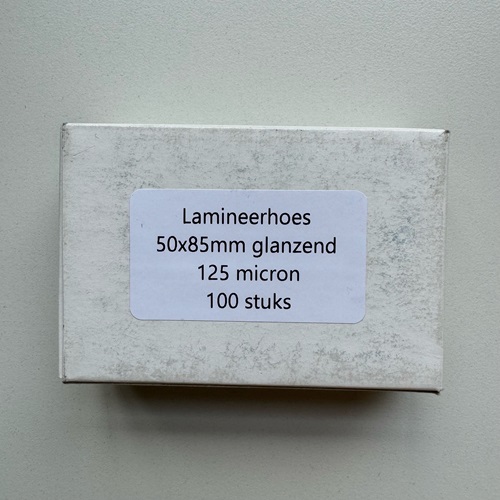 Lamineerhoes
50x85mm glanzend
125 micron
100 stuks